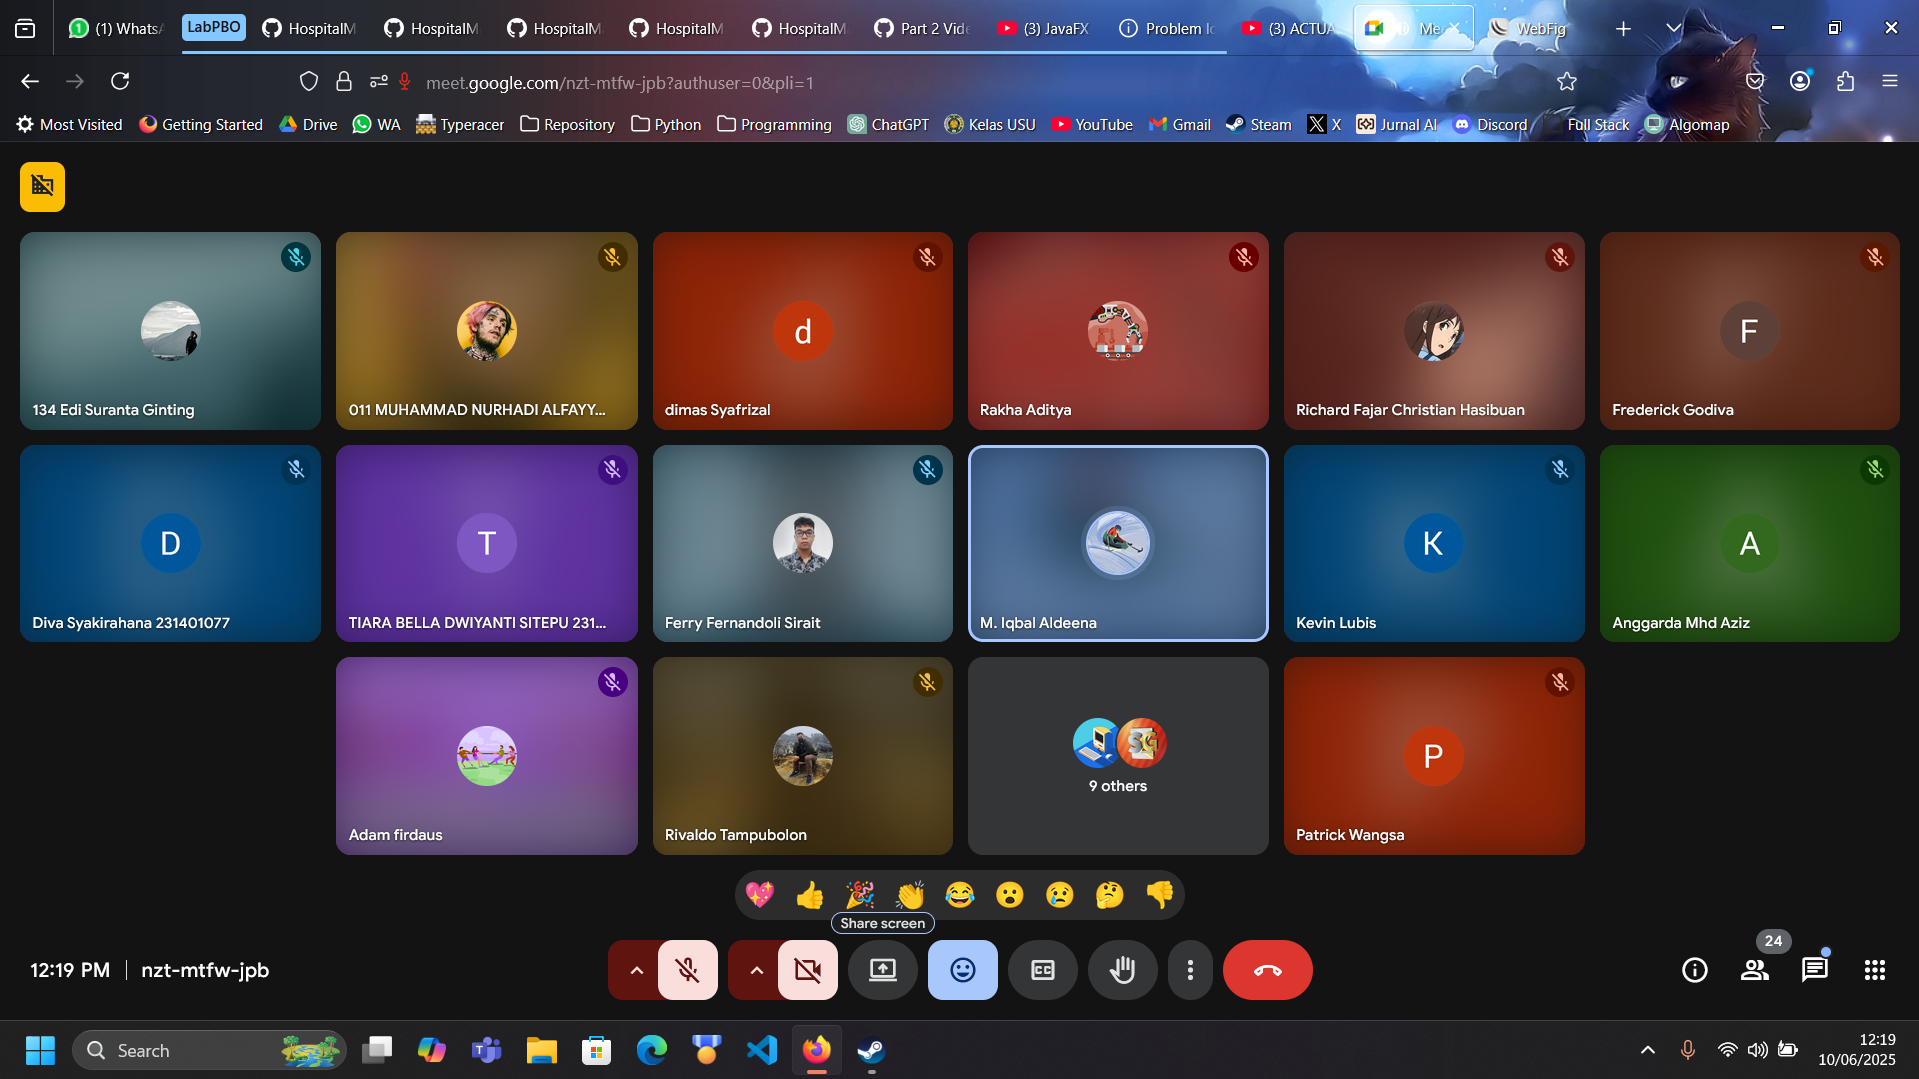 (1) Whats
LabPBO
HospitalM
HospitalM
HospitalM
HospitalM
HospitalM
Part 2 Vide
(3) JavaFX
Problem Id
(3) ACTUA
Me
WebFig
meet.google.com/nzt-mtfw-jpb?authuser=0&pli=1
Most Visited
Getting Started
Drive
WA
Typeracer
Repository
Python
Programming
ChatGPT
Kelas USU
YouTube
Gmail
Steam
X
Jurnal AI
Discord
Full Stack
Algomap
134 Edi Suranta Ginting
011 MUHAMMAD NURHADI ALFAYY...
d
dimas Syafrizal
Rakha Aditya
Richard Fajar Christian Hasibuan
F
Frederick Godiva
D
Diva Syakirahana 231401077
T
TIARA BELLA DWIYANTI SITEPU 231...
Ferry Fernandoli Sirait
M. Iqbal Aldeena
K
Kevin Lubis
A
Anggarda Mhd Aziz
Adam firdaus
Rivaldo Tampubolon
SG
9 others
P
Patrick Wangsa
Share screen
12:19 PM
nzt-mtfw-jpb
CC
24
Search
12:19
10/06/2025